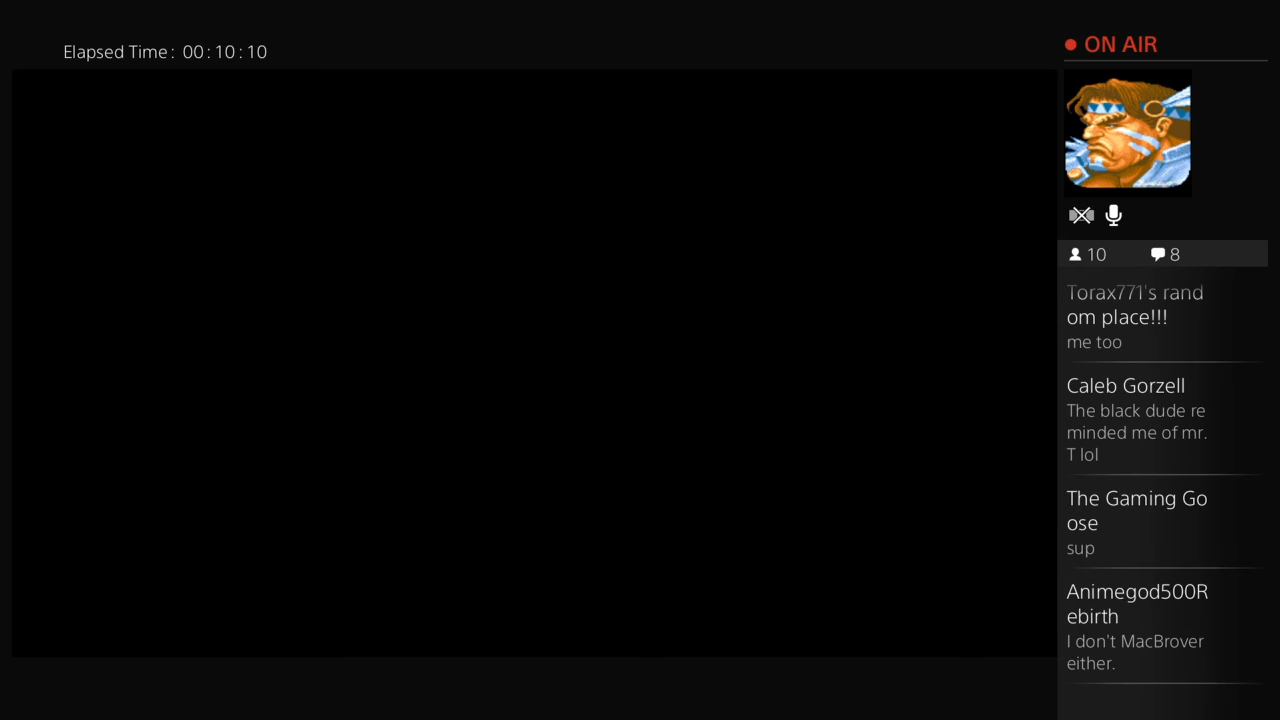 Elapsed Time: 00:10:10
ON AIR
10
8
Torax771's rand
om place!!!
me too
Caleb Gorzell
The black dude re
minded me of mr.
T lol
The Gaming Go
ose
sup
Animegod500R
ebirth
I don't MacBrover
either.